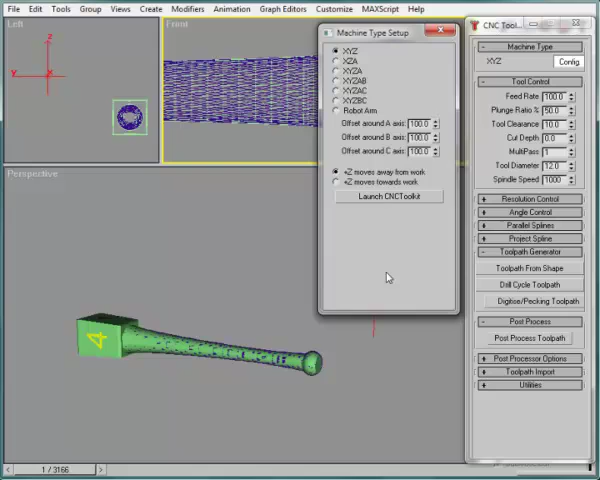 File Edit Tools Group Views Create Modifiers Animation Graph Editors Customize MAXScript Help
Left
z
Y
X
Front
Perspective
4
1 / 3166
Machine Type Setup
XYZ
XZA
XYZA
XYZAB
XYZAC
XYZBC
Robot Arm
Offset around A axis: 100.0
Offset around B axis: 100.0
Offset around C axis: 100.0
+Z moves away from work
+Z moves towards work
Launch CNCToolkit
CNC Tool...
Machine Type
XYZ Config
Tool Control
Feed Rate 100.0
Plunge Ratio % 50.0
Tool Clearance 10.0
Cut Depth 0.0
MultiPass 1
Tool Diameter 12.0
Spindle Speed 1000
Resolution Control
Angle Control
Parallel Splines
Project Spline
Toolpath Generator
Toolpath From Shape
Drill Cycle Toolpath
Digitise/Pecking Toolpath
Post Process
Post Process Toolpath
Post Processor Options
Toolpath Import
Utilities